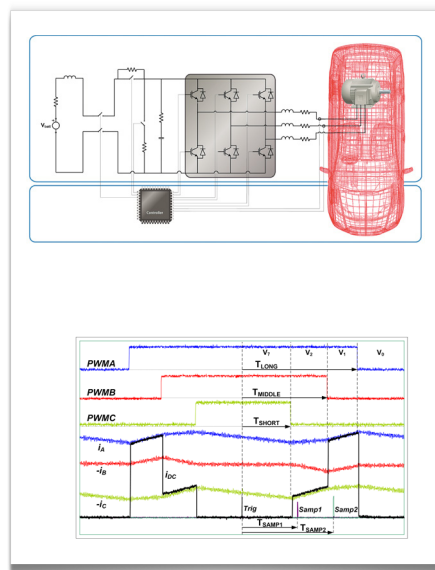 Vbatt
Controller
V7 V2 V1 V0
TLONG
PWMA
PWMB
TMIDDLE
PWMC
TSHORT
iA
-iB
iDC
-iC
Trig Samp1 Samp2
TSAMP1
TSAMP2